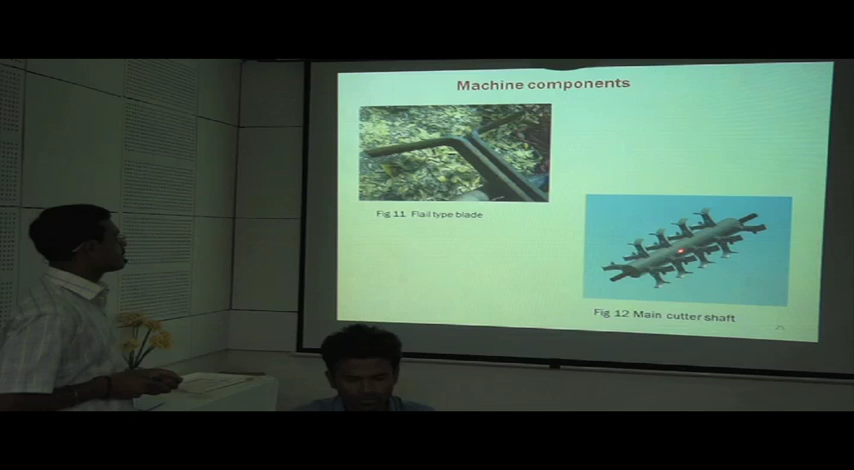 Machine components
Fig 11 Flail type blade
Fig 12 Main cutter shaft